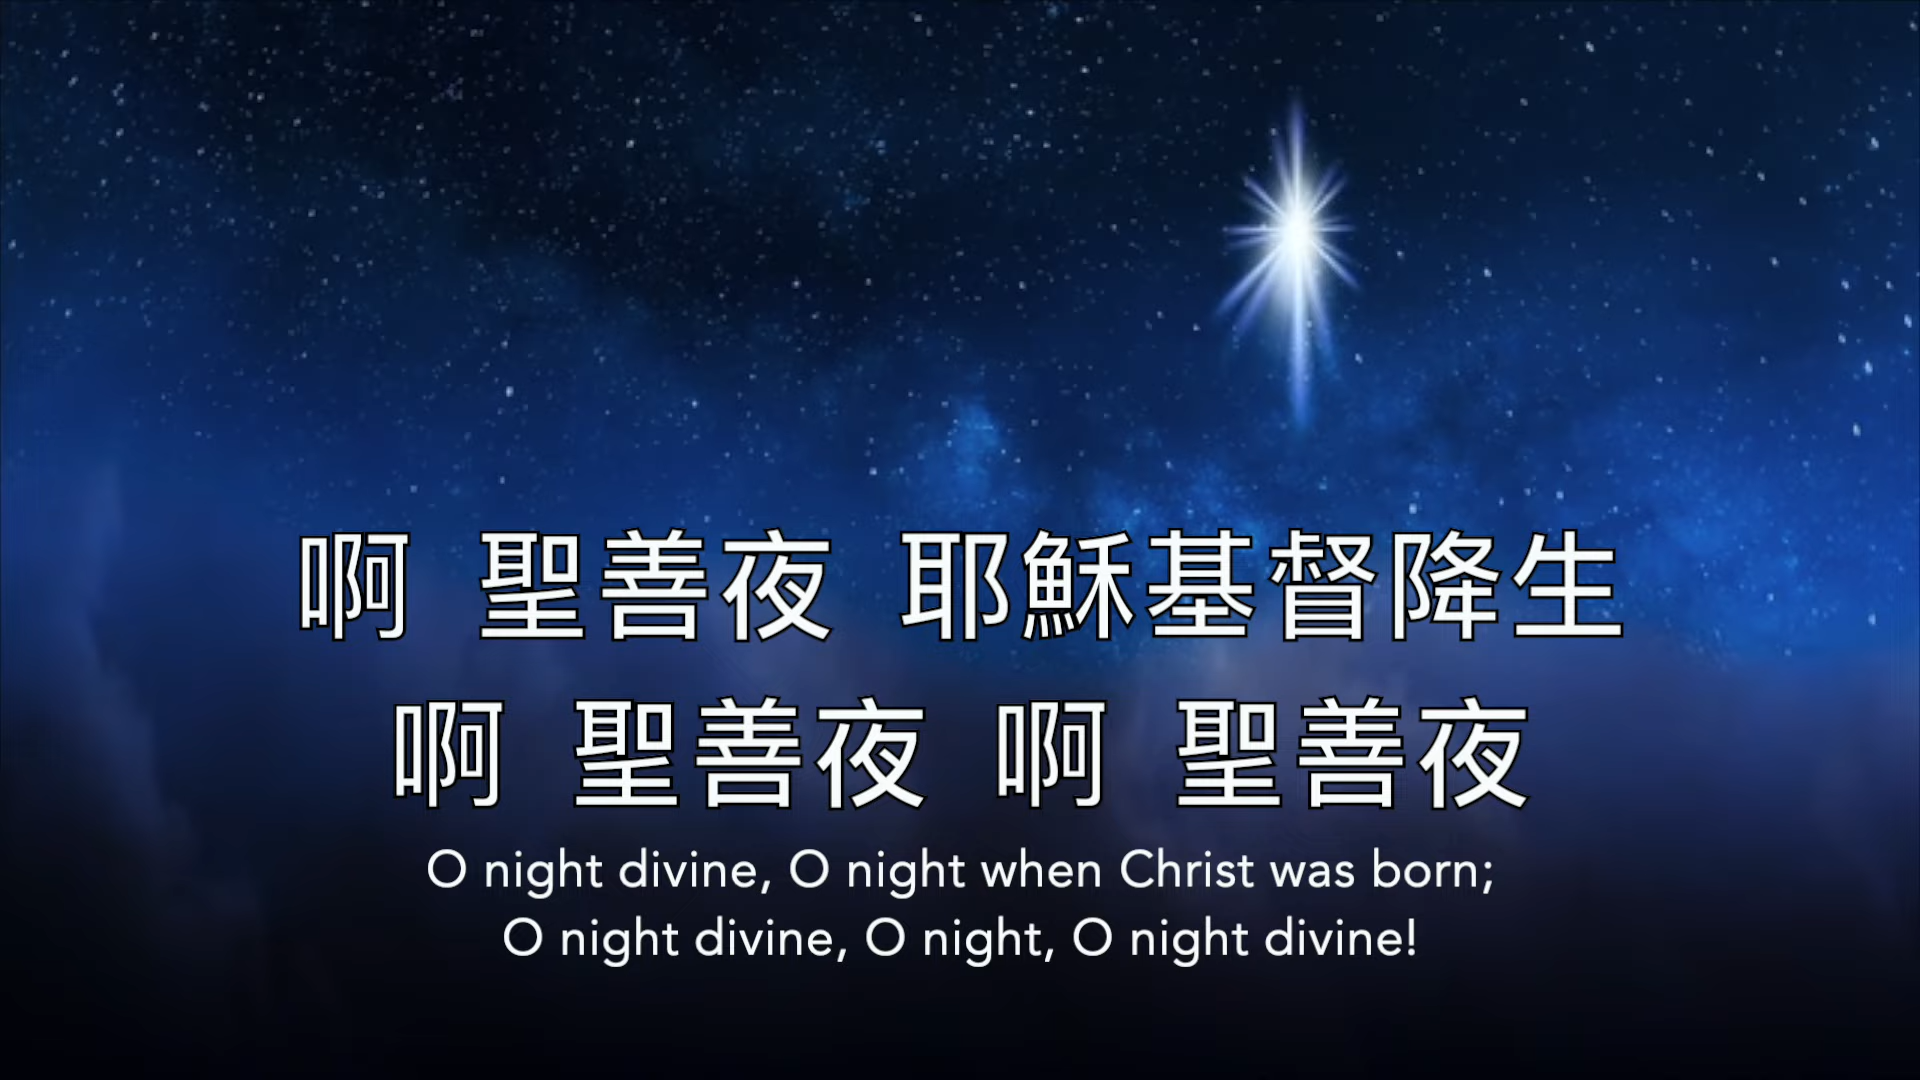 啊 聖善夜 耶穌基督降生
啊 聖善夜 啊 聖善夜
O night divine, O night when Christ was born;
O night divine, O night, O night divine!